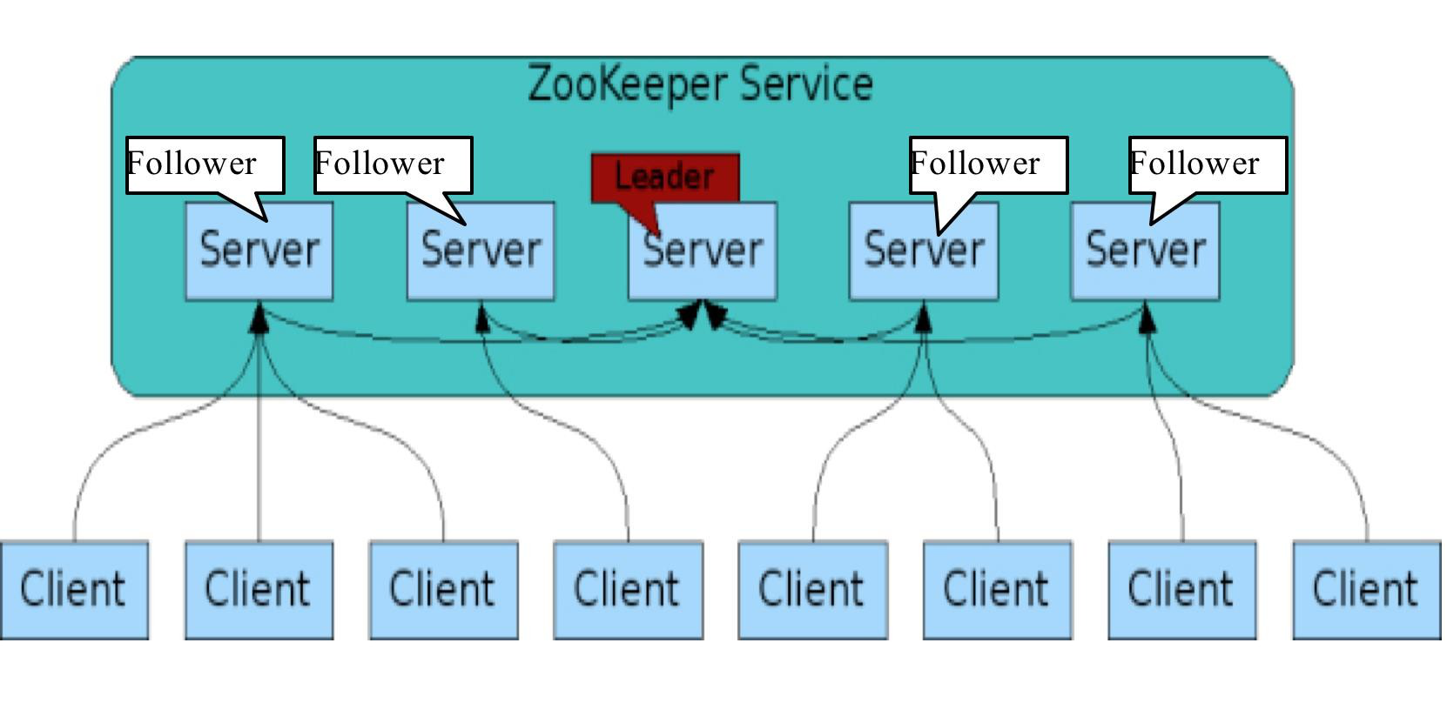 ZooKeeper Service
Follower
Follower
Leader
Follower
Follower
Server
Server
Server
Server
Server
Client
Client
Client
Client
Client
Client
Client
Client